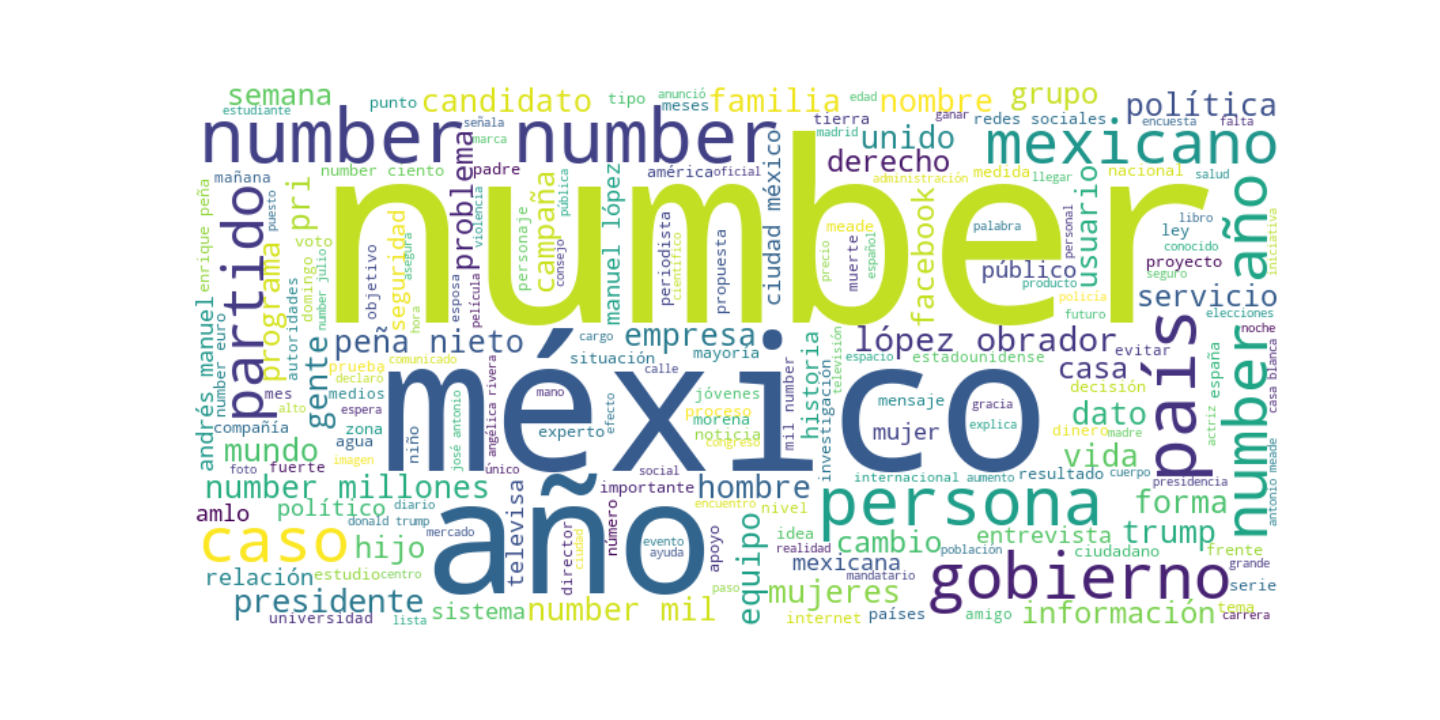 semana
estudiante
punto
candidato
tipo
anunció
meses
familia
edad
nombre
ganar
grupo
redes sociales
política
encuesta
falta
number
señala
marca
number
tierra
madrid
unido
mexicano
number ciento
padre
problema
américa
oficial
derecho
administración
medida
llegar
nacional
salud
mañana
enrique peña
puesto
partido
pri
voto
programa
domingo
autoridades
number julio
objetivo
seguridad
asegura
hora
violencia
esposa
película
personaje
campaña
consejo
pública
manuel lópez
periodista
científico
propuesta
ciudad méxico
number
precio
meade
muerte
español
facebook
palabra
público
personal
usuario
producto
policía
futuro
libro
ley
conocido
proyecto
seguro
servicio
elecciones
año
iniciativa
andrés manuel
number euro
gente
peña nieto
comunicado
prueba
declaró
cargo
empresa
situación
mayoría
calle
lópez obrador
evitar
espacio
estadounidense
casa
país
españa
noche
casa blanca
number
mes
alto
medios
espera
compañía
zona
agua
niño
imagen
méxico
angélica rivera
josé antonio
mano
experto
efecto
jóvenes
proceso
morena
noticia
congreso
mil number
historia
televisión
investigación
mensaje
gracia
mujer
explica
decisión
dinero
madre
dato
actriz
vida
mundo
foto
fuerte
único
social
internacional
aumento
resultado
cuerpo
presidencia
antonio meade
number millones
político
diario
año
televisa
importante
hombre
encuentro
nivel
persona
forma
amlo
donald trump
mercado
caso
hijo
director
ciudad
número
evento
ayuda
apoyo
equipo
idea
realidad
cambio
entrevista
población
trump
ciudadano
frente
grande
relación
estudio
centro
mexicana
mandatario
gobierno
serie
presidente
universidad
lista
sistema
number mil
paso
mujeres
internet
países
amigo
información
tema
carrera